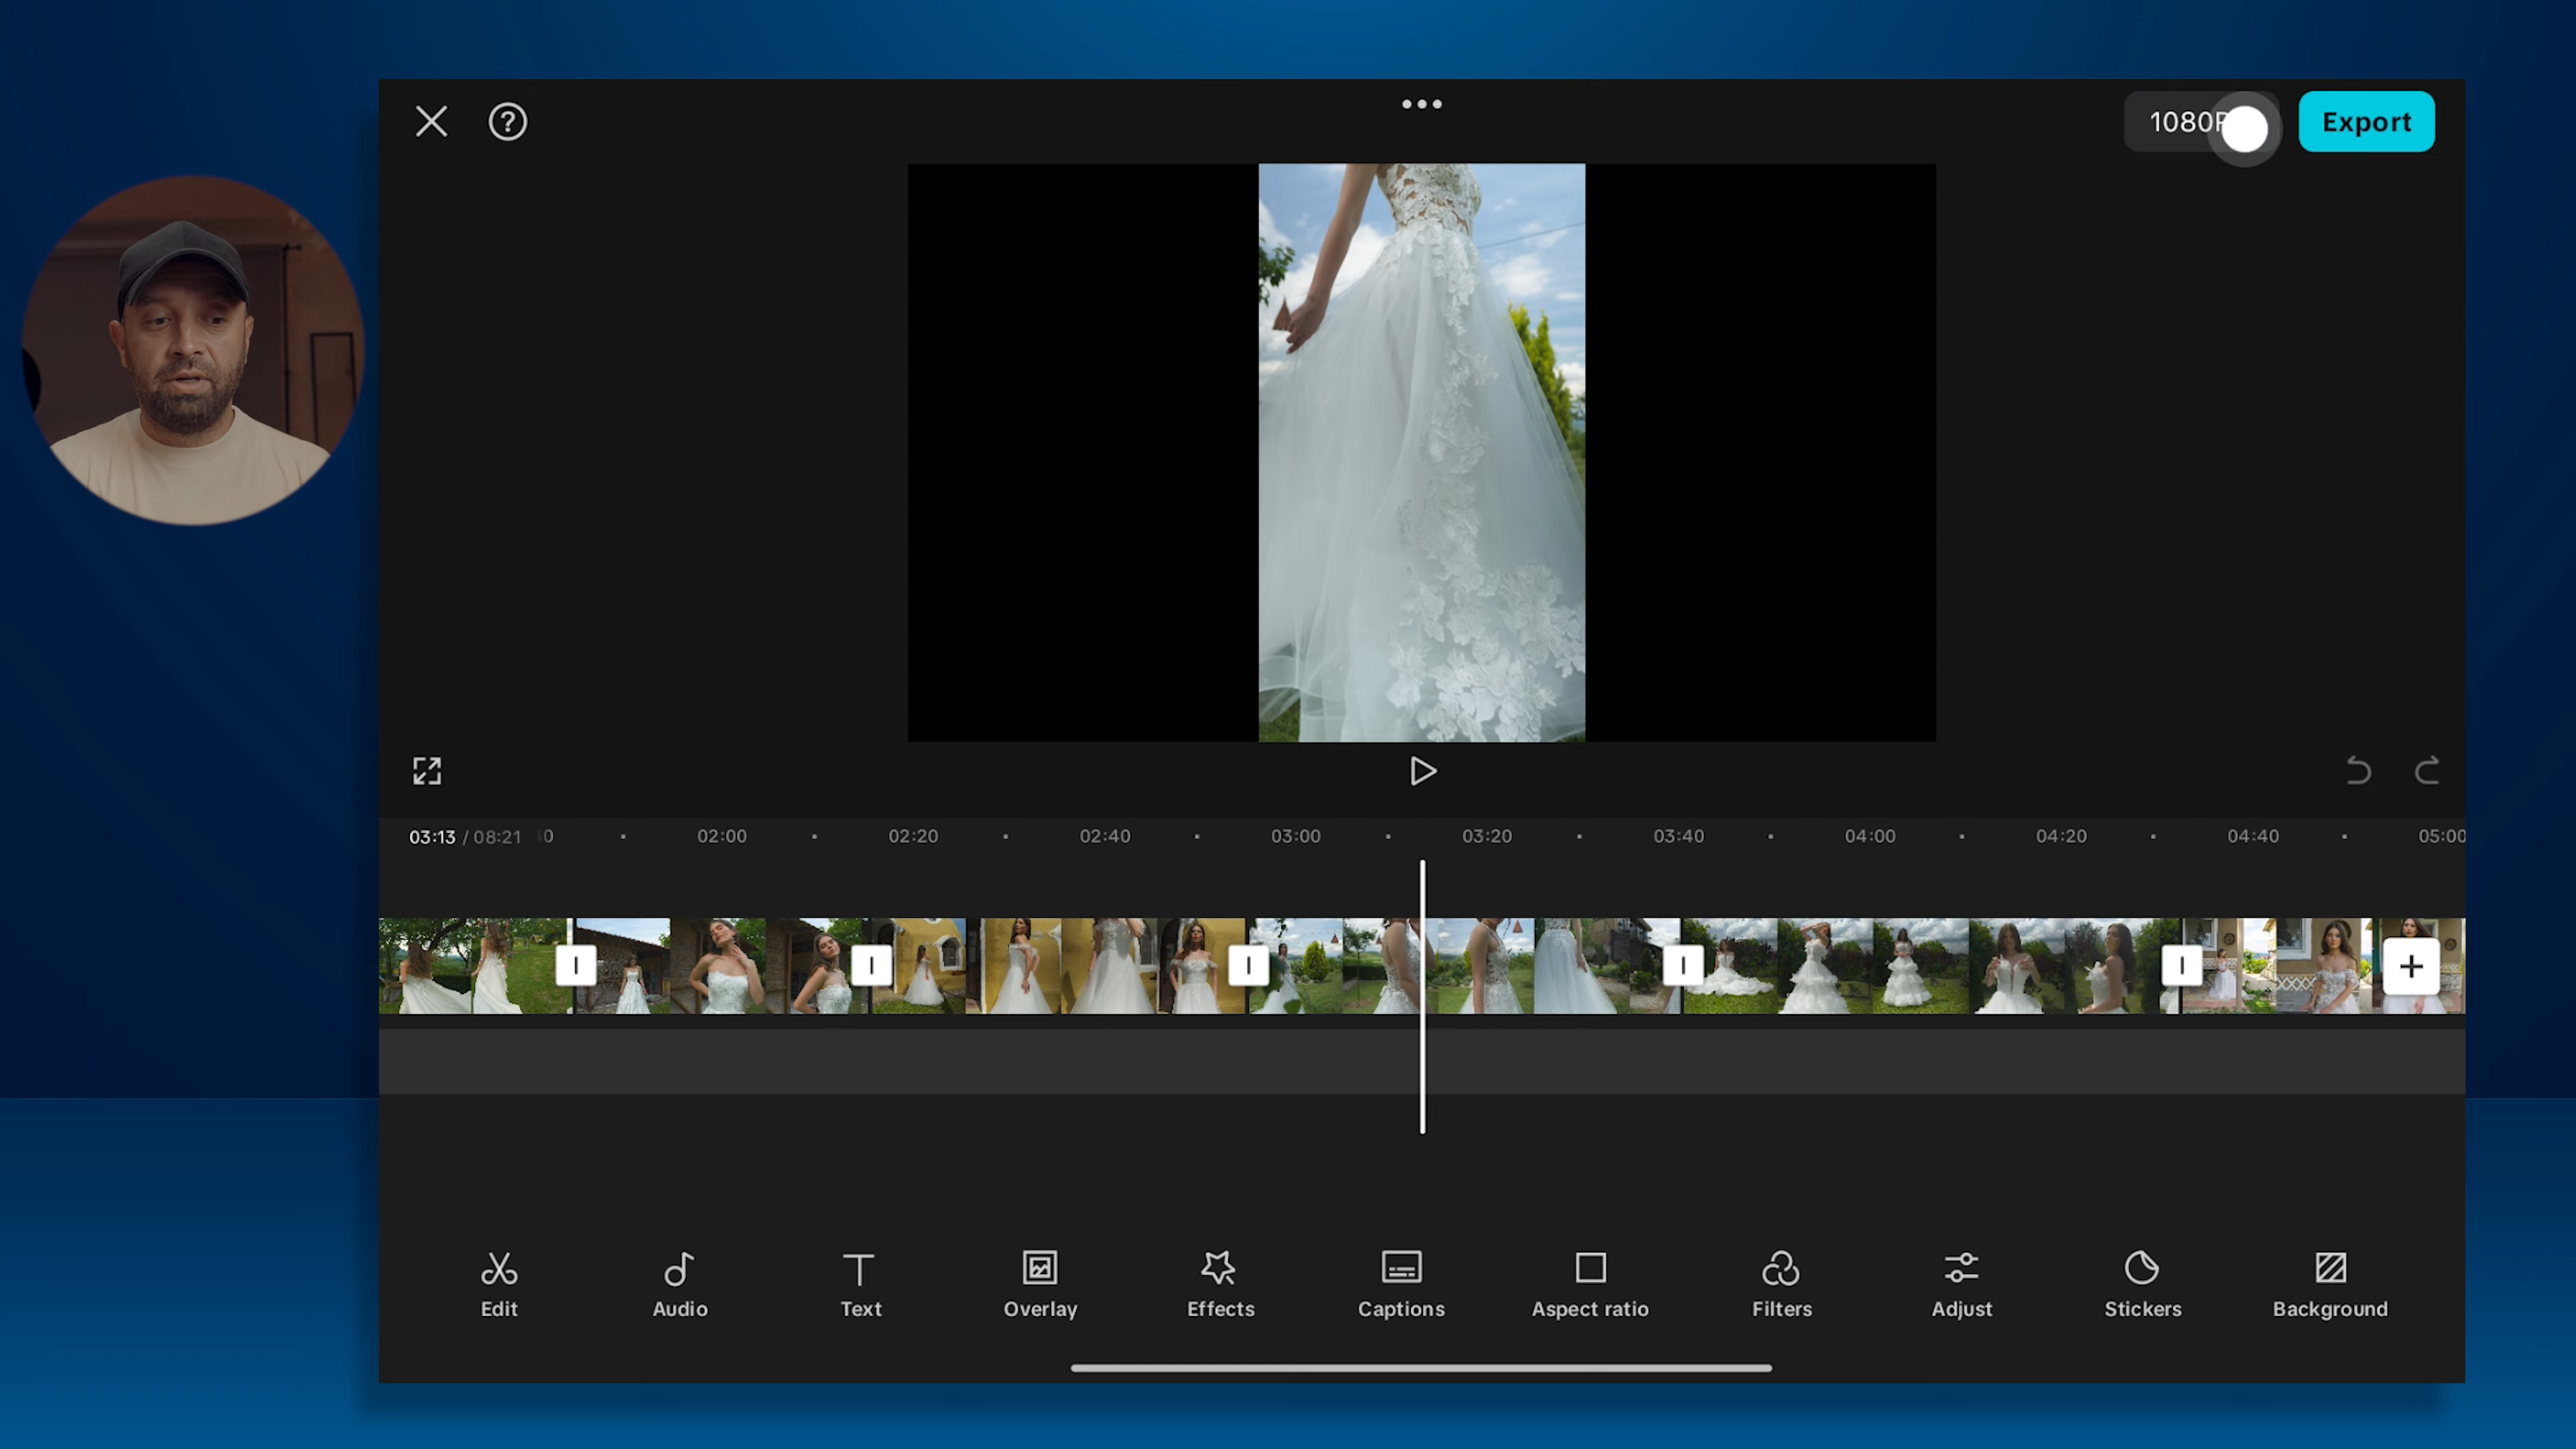 1080P
Export
03:13 / 08:21
02:00
02:20
02:40
03:00
03:20
03:40
04:00
04:20
04:40
05:00
Edit
Audio
Text
Overlay
Effects
Captions
Aspect ratio
Filters
Adjust
Stickers
Background